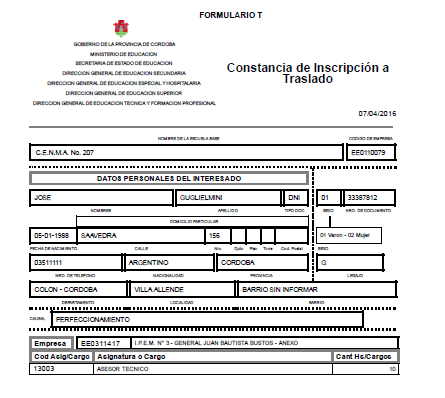 FORMULARIO T
GOBIERNO DE LA PROVINCIA DE CORDOBA
MINISTERIO DE EDUCACION
SECRETARIA DE ESTADO DE EDUCACION
DIRECCION GENERAL DE EDUCACION SECUNDARIA
DIRECCION GENERAL DE EDUCACION ESPECIAL Y HOSPITALARIA
DIRECCION GENERAL DE EDUCACION SUPERIOR
DIRECCION GENERAL DE EDUCACION TECNICA Y FORMACION PROFESIONAL
Constancia de Inscripción a
Traslado
07/04/2016
NOMBRE DE LA ESCUELA BASE CODIGO DE EMPRESA
C.E.N.M.A. No. 207 EE0110079
DATOS PERSONALES DEL INTERESADO
JOSE GUGLIELMINI DNI 01 33387812
NOMBRES APELLIDO TIPO DOC. SEXO NRO. DE DOCUMENTO
DOMICILIO PARTICULAR
05-01-1988 SAAVEDRA 156 01 Varon - 02 Mujer
FECHA DE NACIMIENTO CALLE Nro. Dpto Piso Torre Cod. Postal SEXO
03511111 ARGENTINO CORDOBA G
NRO. DE TELEFONO NACIONALIDAD PROVINCIA LEGAJO
COLON - CORDOBA VILLA ALLENDE BARRIO SIN INFORMAR
DEPARTAMENTO LOCALIDAD BARRIO
CAUSAL PERFECCIONAMIENTO
Empresa EE0311417 I.P.E.M. N° 3 - GENERAL JUAN BAUTISTA BUSTOS - ANEXO
Cod Asig/Cargo Asignatura o Cargo Cant Hs/Cargos
13003 ASESOR TECNICO 10